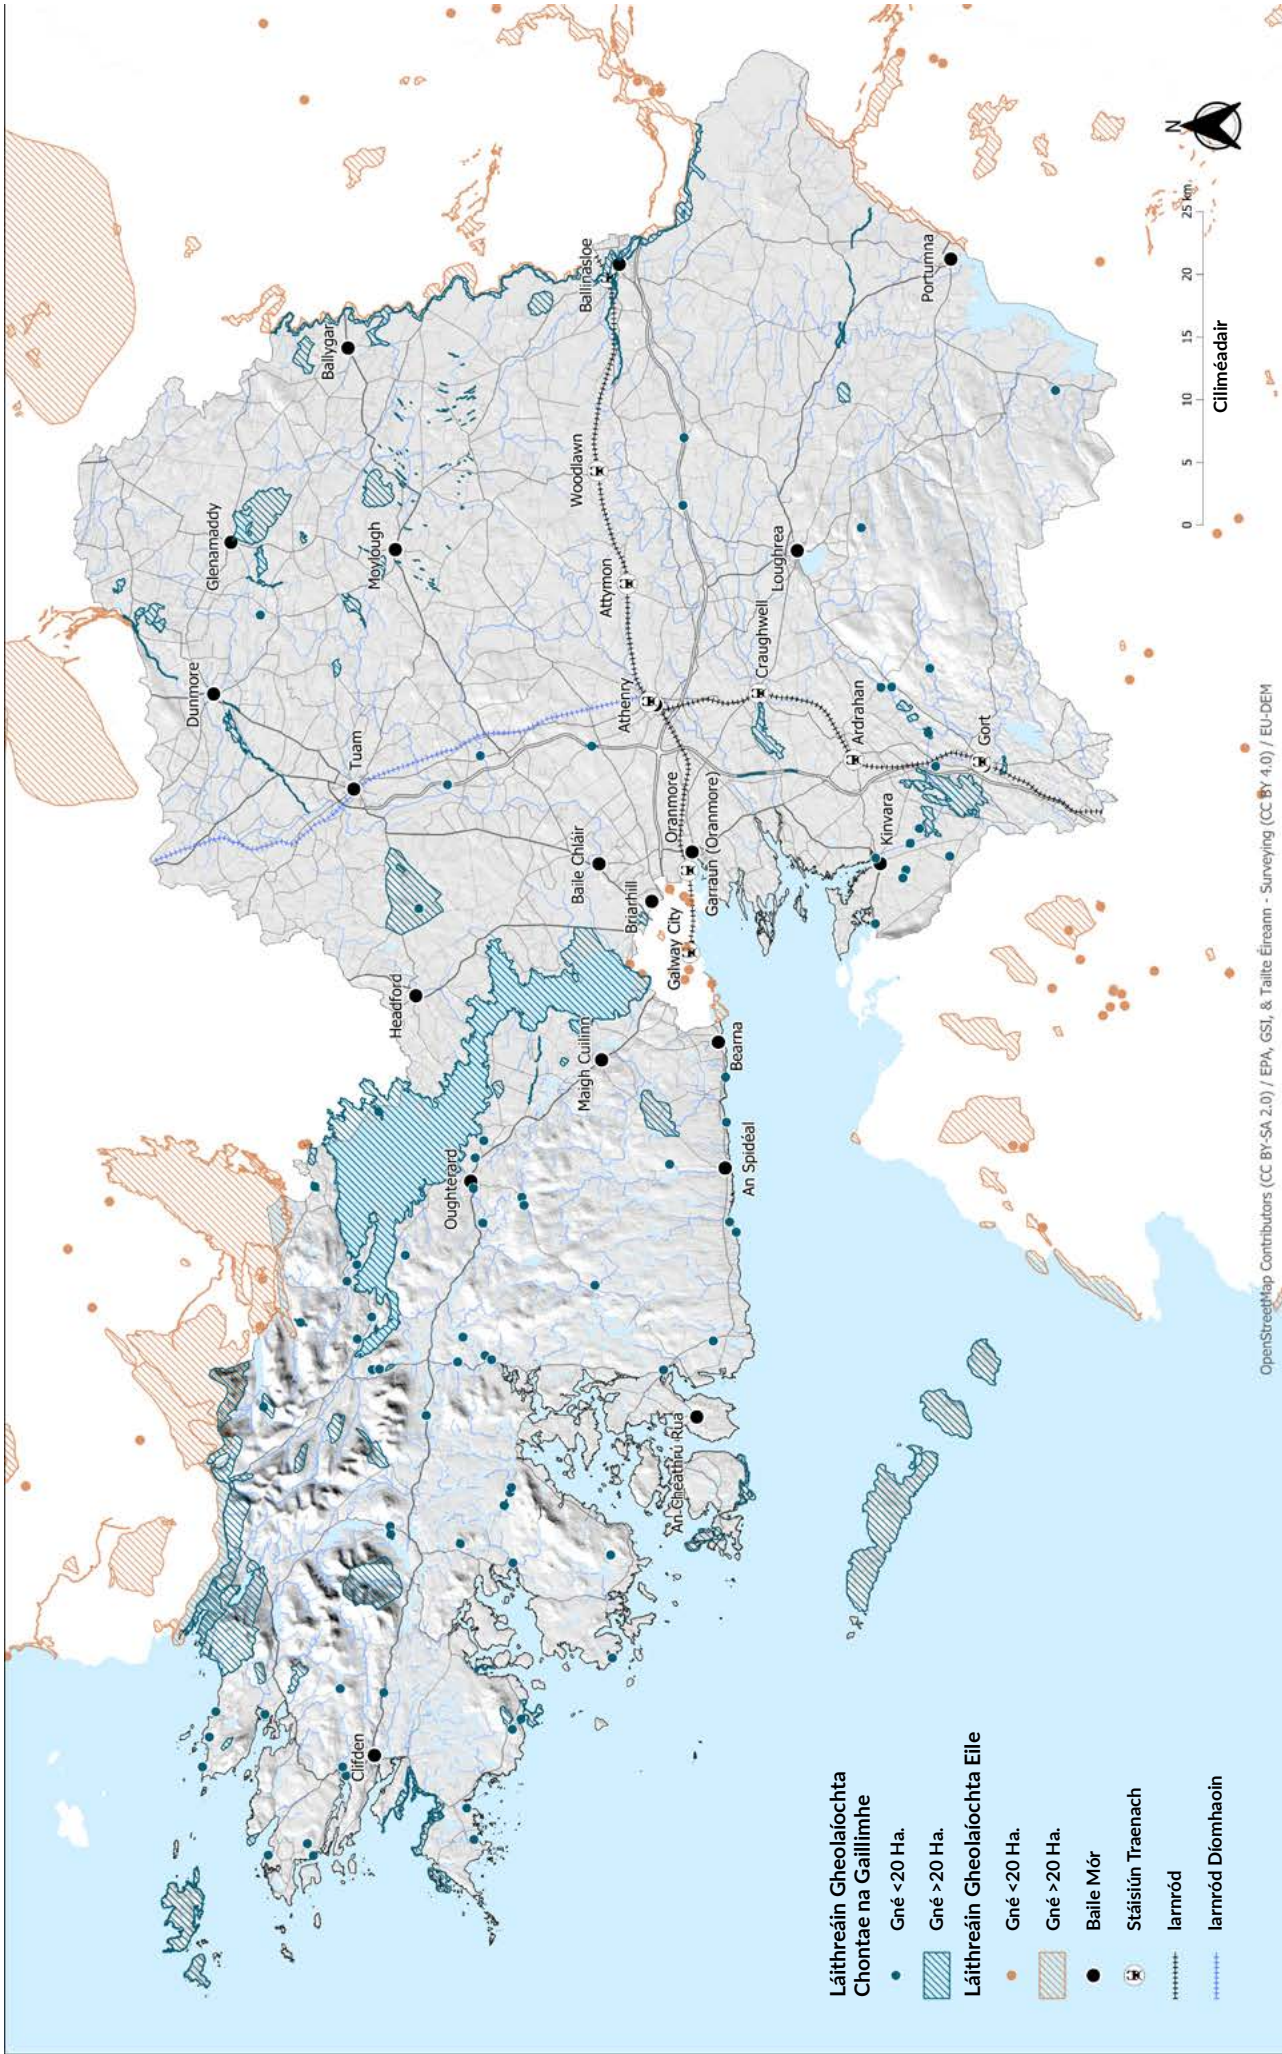 Glenamaddy
Dunmore
Ballygar
Tuam
Moylough
Headford
Ballinasloe
Woodlawn
Attymon
Athenry
Baile Chláir
Briarhill
Oranmore
Garraun (Oranmore)
Galway City
Maigh Cuilinn
Oughterard
Clifden
Bearna
An Spidéal
An Cheathrú Rua
Craughwell
Loughrea
Portumna
Ardrahan
Kinvara
Gort
N
0
5
10
15
20
25 km
Ciliméadair
Láithreáin Gheolaíochta
Chontae na Gaillimhe
Gné <20 Ha.
Gné >20 Ha.
Láithreáin Gheolaíochta Eile
Gné <20 Ha.
Gné >20 Ha.
Baile Mór
Stáisiún Traenach
Iarnród
Iarnród Díomhaoin
OpenStreetMap Contributors (CC BY-SA 2.0) / EPA, GSI, & Tailte Éireann - Surveying (CC BY 4.0) / EU-DEM